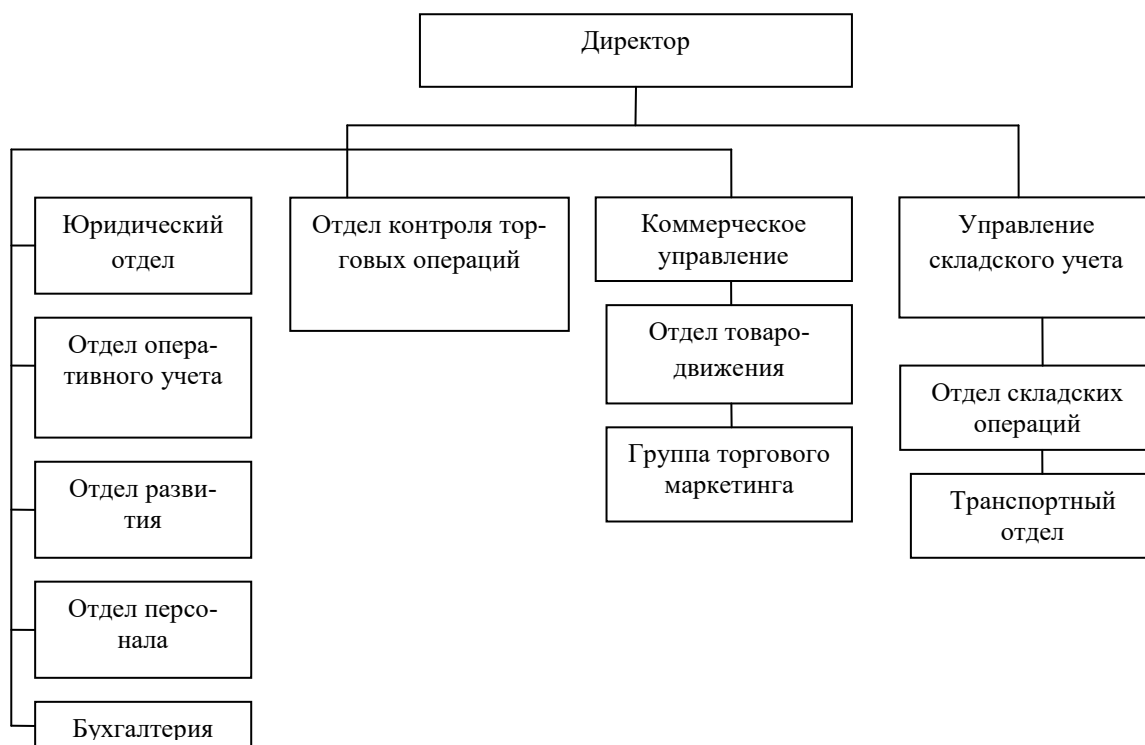 Директор
Юридический
отдел
Отдел контроля тор-
говых операций
Коммерческое
управление
Управление
складского учета
Отдел опера-
тивного учета
Отдел товаро-
движения
Отдел складских
операций
Отдел разви-
тия
Группа торгового
маркетинга
Транспортный
отдел
Отдел персо-
нала
Бухгалтерия